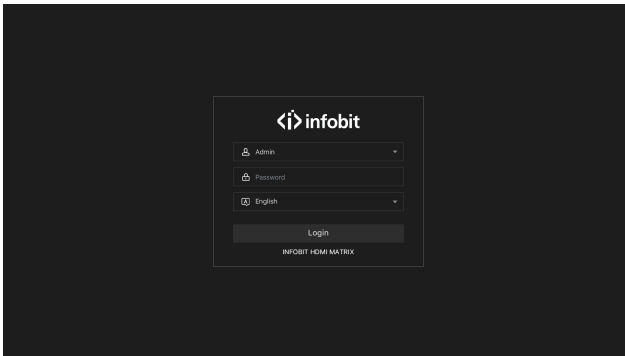 infobit
Admin
Password
English
Login
INFOBIT HDMI MATRIX